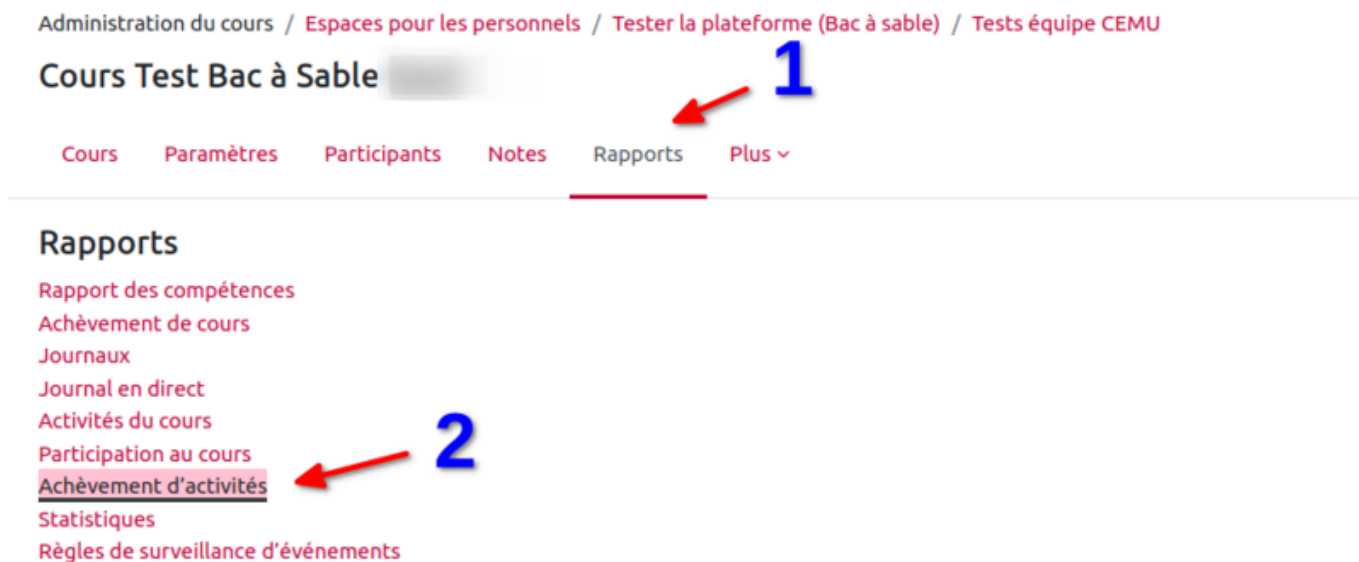 Administration du cours / Espaces pour les personnels / Tester la plateforme (Bac à sable) / Tests équipe CEMU
1
Cours Test Bac à Sable
Cours Paramètres Participants Notes Rapports Plus
Rapports
Rapport des compétences
Achèvement de cours
Journaux
Journal en direct
Activités du cours
2
Participation au cours
Achèvement d'activités
Statistiques
Règles de surveillance d'événements